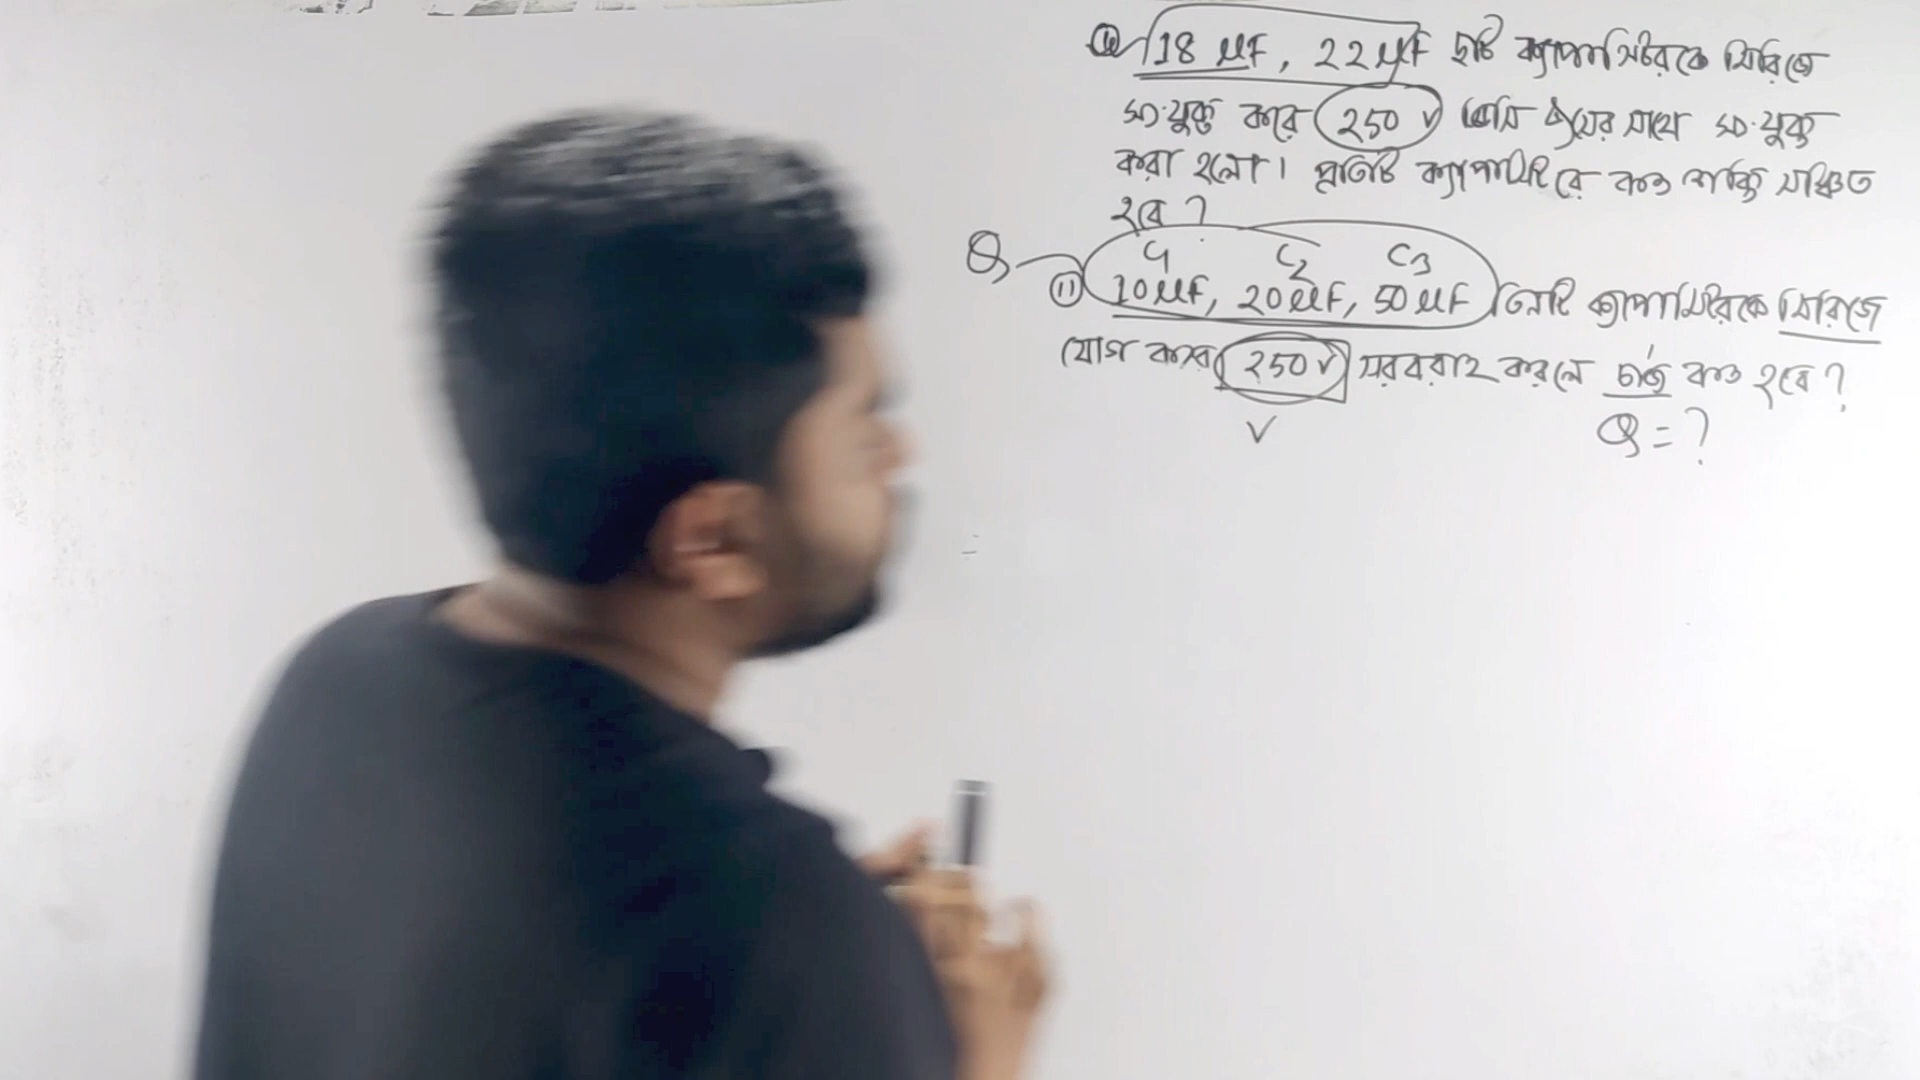 18 μF, 22 μF দুটি ক্যাপাসিটরকে সিরিজে
সংযুক্ত করে 250 V সংযুক্ত
করা হলো। প্রতিটি ক্যাপাসিটরে কত শক্তি সঞ্চিত
হবে ?
Q C1 C2 C3
(11) 10 μF, 20 μF, 50 μF তিনটি ক্যাপাসিটরকে সিরিজে
যোগ করে 250 V সরবরাহ করলে চার্জ কত হবে ?
V Q = ?